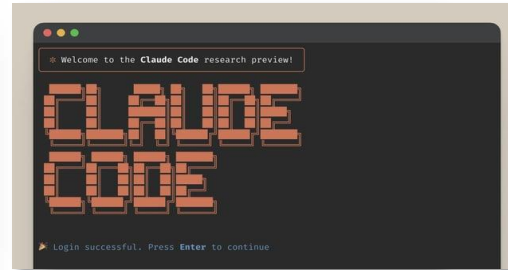 * Welcome to the Claude Code research preview!
CLAUDE
CODE
🎉 Login successful. Press Enter to continue